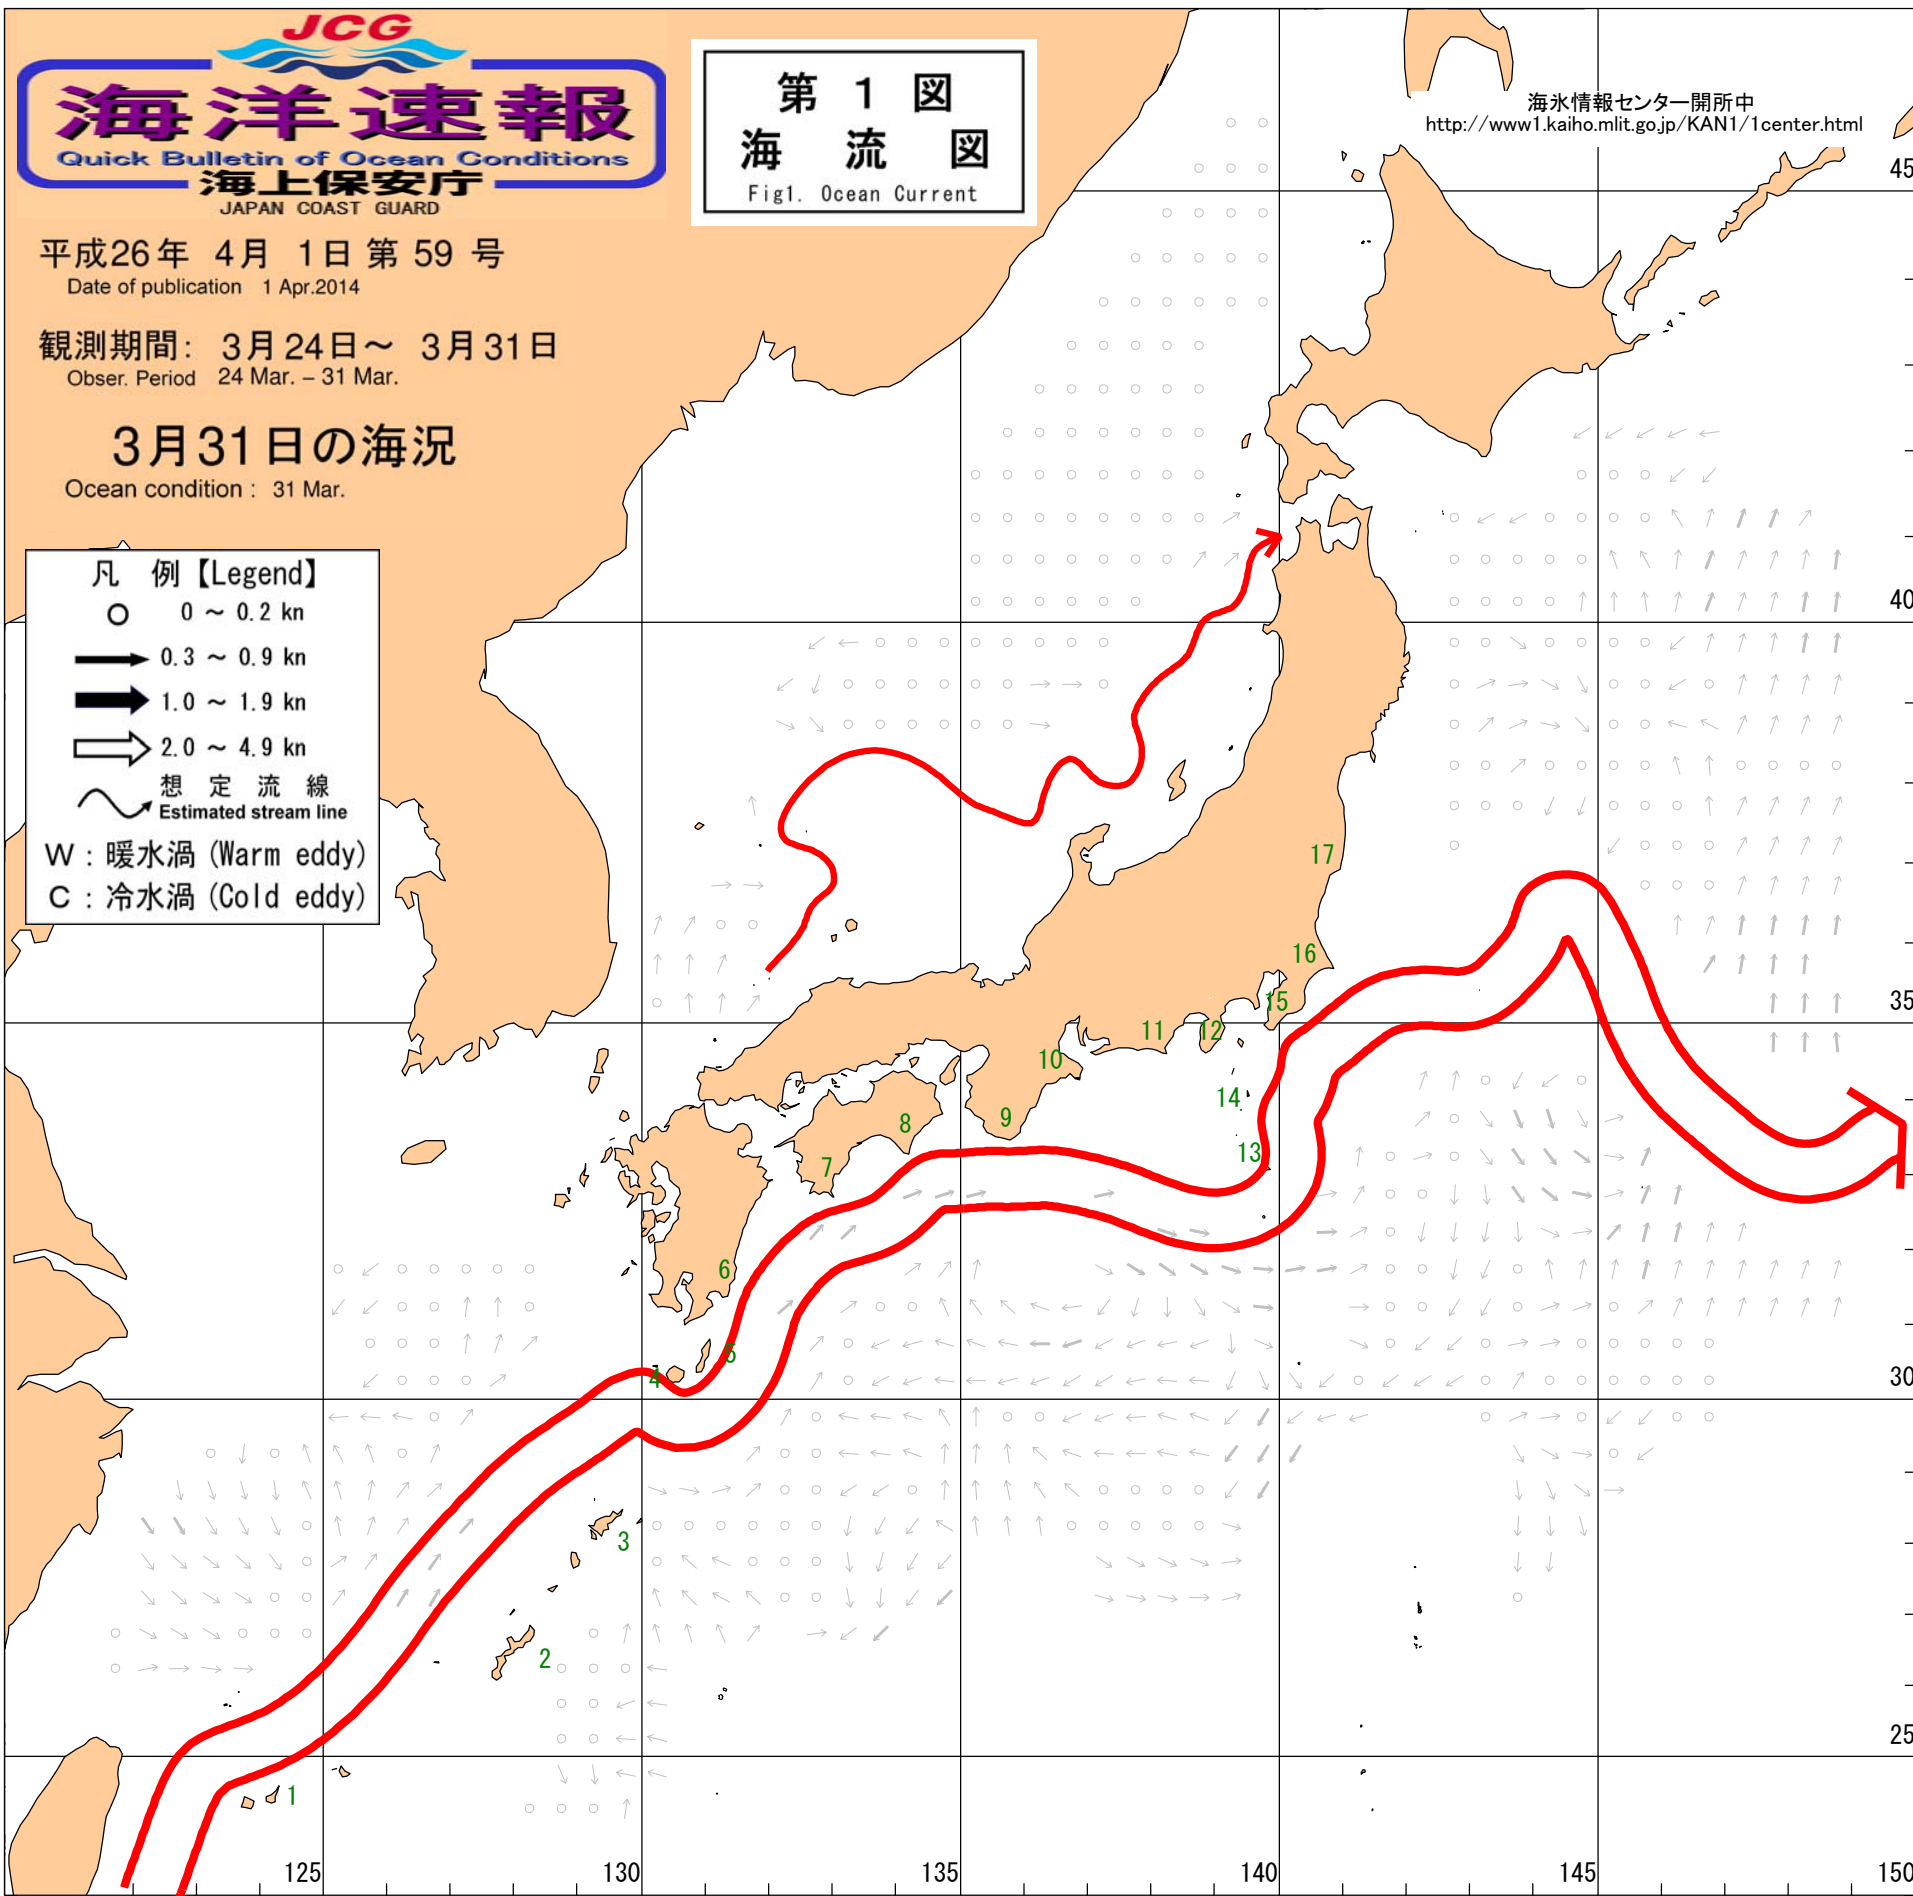 JCG
海洋速報
Quick Bulletin of Ocean Conditions
海上保安庁
JAPAN COAST GUARD
平成26年 4月 1日 第 59 号
Date of publication 1 Apr.2014
観測期間: 3月24日～ 3月31日
Obser. Period 24 Mar. – 31 Mar.
3月31日の海況
Ocean condition : 31 Mar.
第 1 図
海 流 図
Fig1. Ocean Current
海氷情報センター開所中
http://www1.kaiho.mlit.go.jp/KAN1/1center.html
凡 例【Legend】
0 ～ 0.2 kn
0.3 ～ 0.9 kn
1.0 ～ 1.9 kn
2.0 ～ 4.9 kn
想 定 流 線
Estimated stream line
W : 暖水渦 (Warm eddy)
C : 冷水渦 (Cold eddy)
45
40
35
30
25
17
16
15
12
11
10
14
9
8
13
7
6
5
4
3
2
1
125
130
135
140
145
150